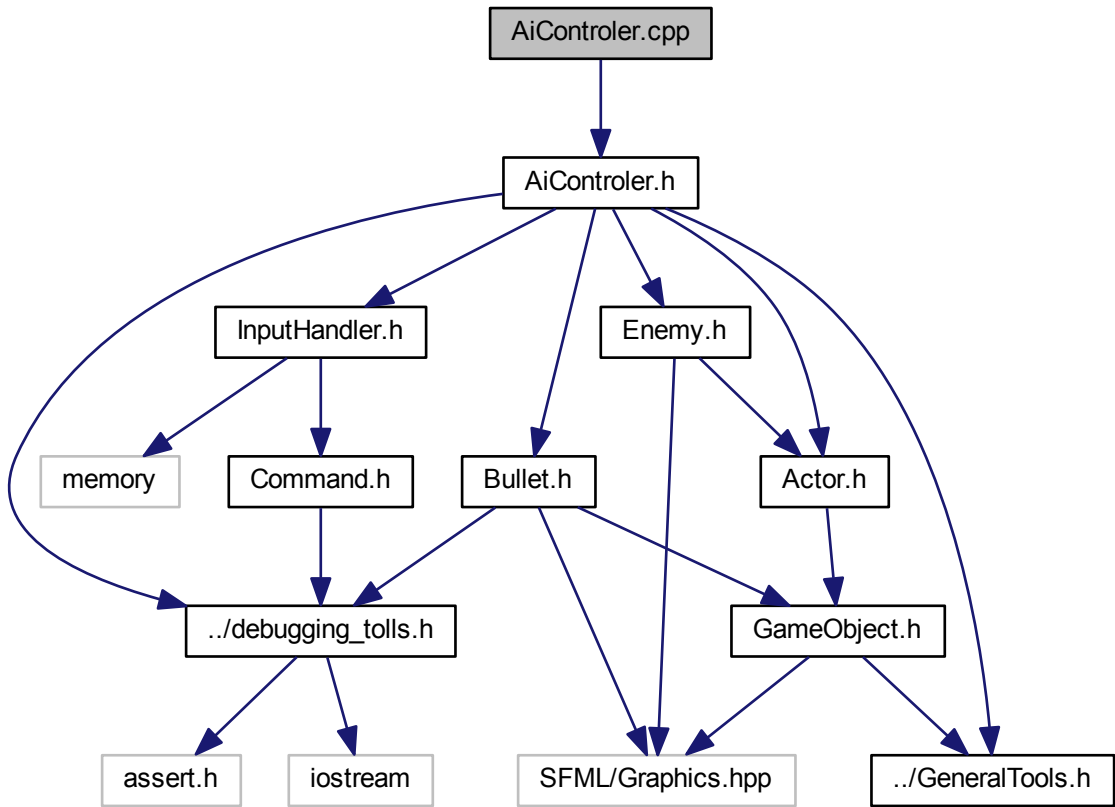 AiControler.cpp
AiControler.h
InputHandler.h
Enemy.h
memory
Command.h
Bullet.h
Actor.h
../debugging_tolls.h
GameObject.h
assert.h
iostream
SFML/Graphics.hpp
../GeneralTools.h